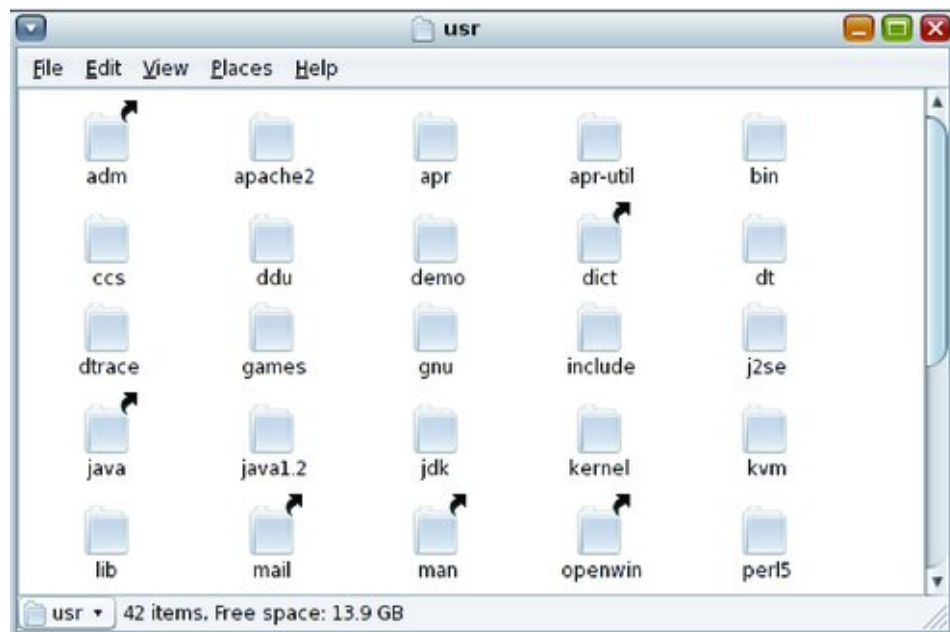 usr
File Edit View Places Help
adm apache2 apr apr-util bin
ccs ddu demo dict dt
dtrace games gnu include j2se
java java1.2 jdk kernel kvm
lib mail man openwin perl5
usr 42 items, Free space: 13.9 GB